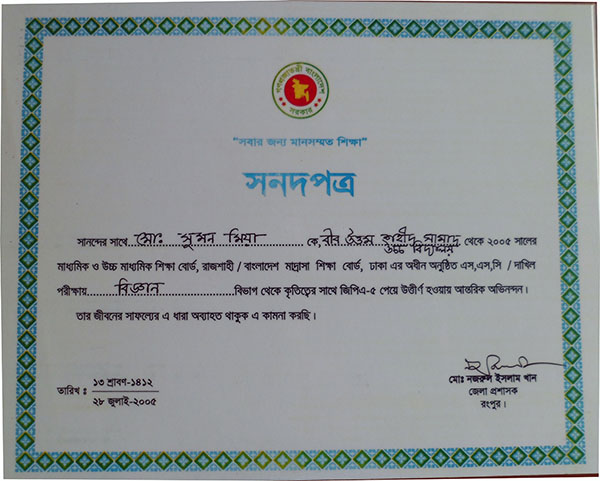 গণপ্রজাতন্ত্রী বাংলাদেশ
সরকার
"সবার জন্য মানসম্মত শিক্ষা"
সনদপত্র
সানন্দের সাথে মোঃ সুমন মিয়া কে, বীর উত্তম শহীদ সামাদ উচ্চ বিদ্যালয় থেকে ২০০৫ সালের
মাধ্যমিক ও উচ্চ মাধ্যমিক শিক্ষা বোর্ড, রাজশাহী / বাংলাদেশ মাদ্রাসা শিক্ষা বোর্ড, ঢাকা এর অধীন অনুষ্ঠিত এস,এস,সি / দাখিল
পরীক্ষায় বিজ্ঞান বিভাগ থেকে কৃতিত্বের সাথে জিপিএ-৫ পেয়ে উত্তীর্ণ হওয়ায় আন্তরিক অভিনন্দন।
তার জীবনের সাফল্যের এ ধারা অব্যাহত থাকুক এ কামনা করছি।
তারিখ : ১৩ শ্রাবণ-১৪১২
২৮ জুলাই-২০০৫
মোঃ নজরুল ইসলাম খান
জেলা প্রশাসক
রংপুর।